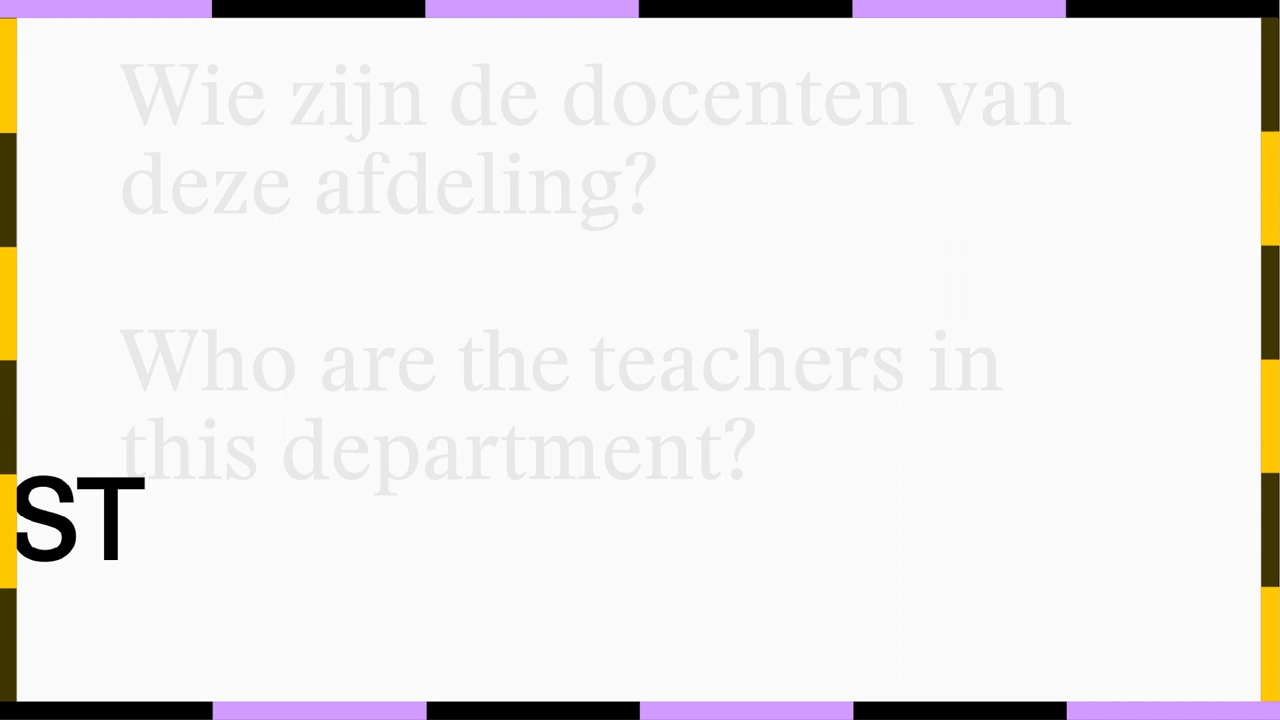 Wie zijn de docenten van
deze afdeling?
Who are the teachers in
this department?
ST